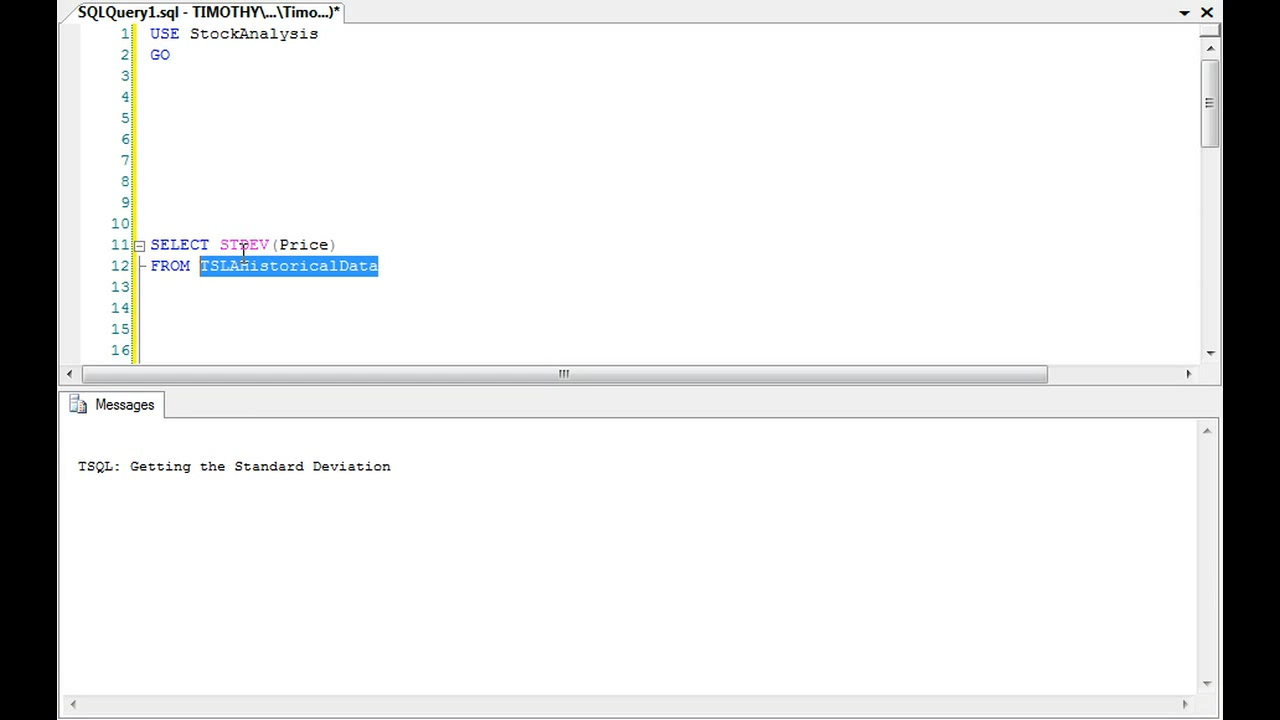 SQLQuery1.sql - TIMOTHY\...\Timo...)*
1 USE StockAnalysis
2 GO
3
4
5
6
7
8
9
10
11 SELECT STDEV(Price)
12 FROM TSLAHistoricalData
13
14
15
16
Messages
TSQL: Getting the Standard Deviation